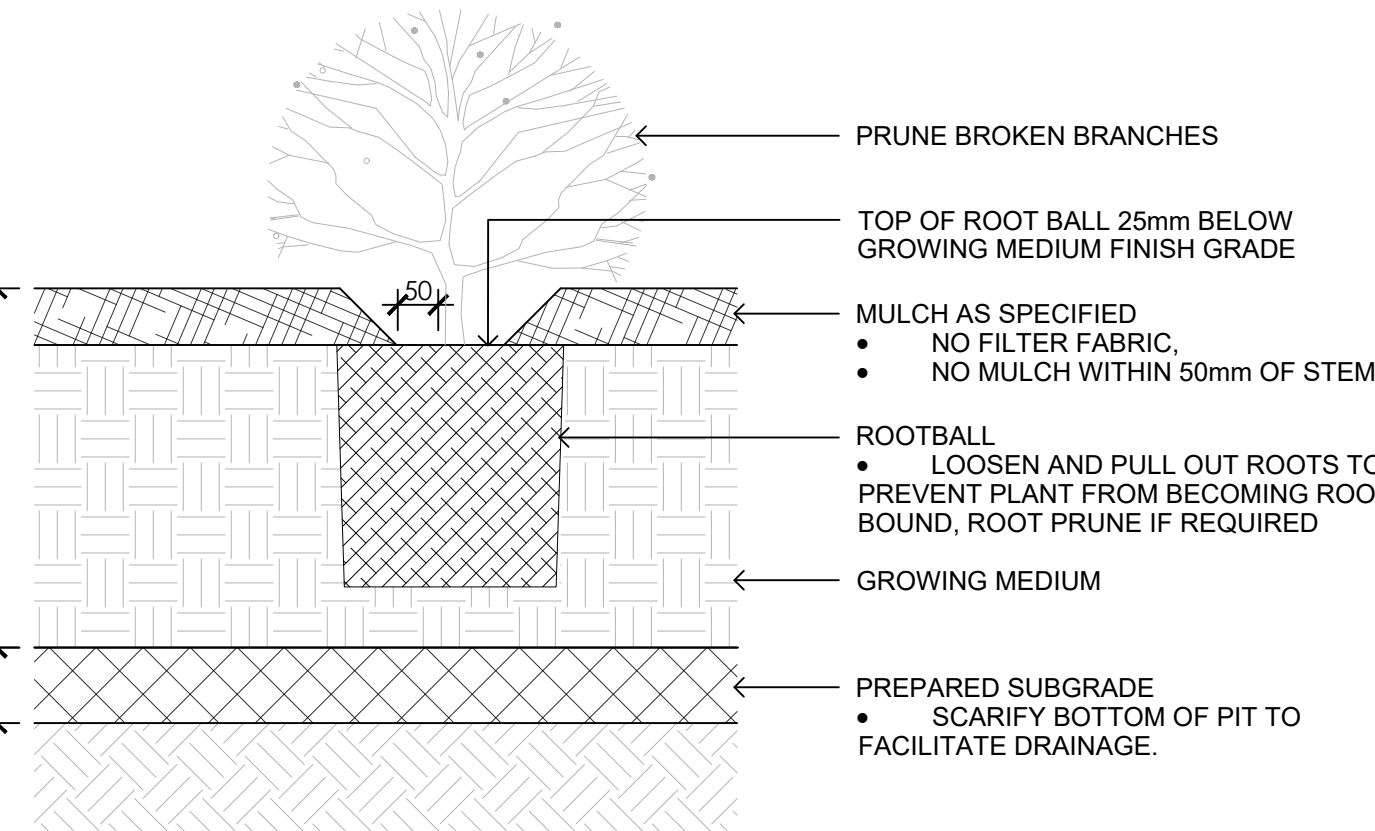 PRUNE BROKEN BRANCHES
TOP OF ROOT BALL 25mm BELOW
GROWING MEDIUM FINISH GRADE
50
MULCH AS SPECIFIED
• NO FILTER FABRIC,
• NO MULCH WITHIN 50mm OF STEM
ROOTBALL
• LOOSEN AND PULL OUT ROOTS TO
PREVENT PLANT FROM BECOMING ROO
BOUND, ROOT PRUNE IF REQUIRED
GROWING MEDIUM
PREPARED SUBGRADE
• SCARIFY BOTTOM OF PIT TO
FACILITATE DRAINAGE.